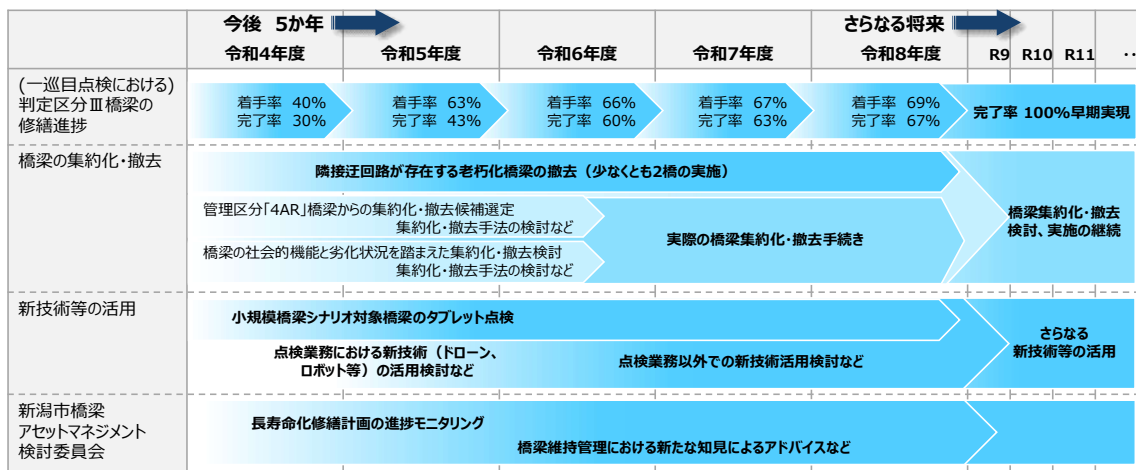 今後 5か年
さらなる将来
令和4年度 令和5年度 令和6年度 令和7年度 令和8年度 R9 R10 R11 ‥
(一巡目点検における)
判定区分Ⅲ橋梁の
修繕進捗
着手率 40%
完了率 30%
着手率 63%
完了率 43%
着手率 66%
完了率 60%
着手率 67%
完了率 63%
着手率 69%
完了率 67%
完了率 100%早期実現
橋梁の集約化・撤去
隣接迂回路が存在する老朽化橋梁の撤去（少なくとも2橋の実施）
管理区分「4AR」橋梁からの集約化・撤去候補選定
集約化・撤去手法の検討など
橋梁の社会的機能と劣化状況を踏まえた集約化・撤去検討
集約化・撤去手法の検討など
実際の橋梁集約化・撤去手続き
橋梁集約化・撤去
検討、実施の継続
新技術等の活用
小規模橋梁シナリオ対象橋梁のタブレット点検
点検業務における新技術（ドローン、
ロボット等）の活用検討など
点検業務以外での新技術活用検討など
さらなる
新技術等の活用
新潟市橋梁
アセットマネジメント
検討委員会
長寿命化修繕計画の進捗モニタリング
橋梁維持管理における新たな知見によるアドバイスなど